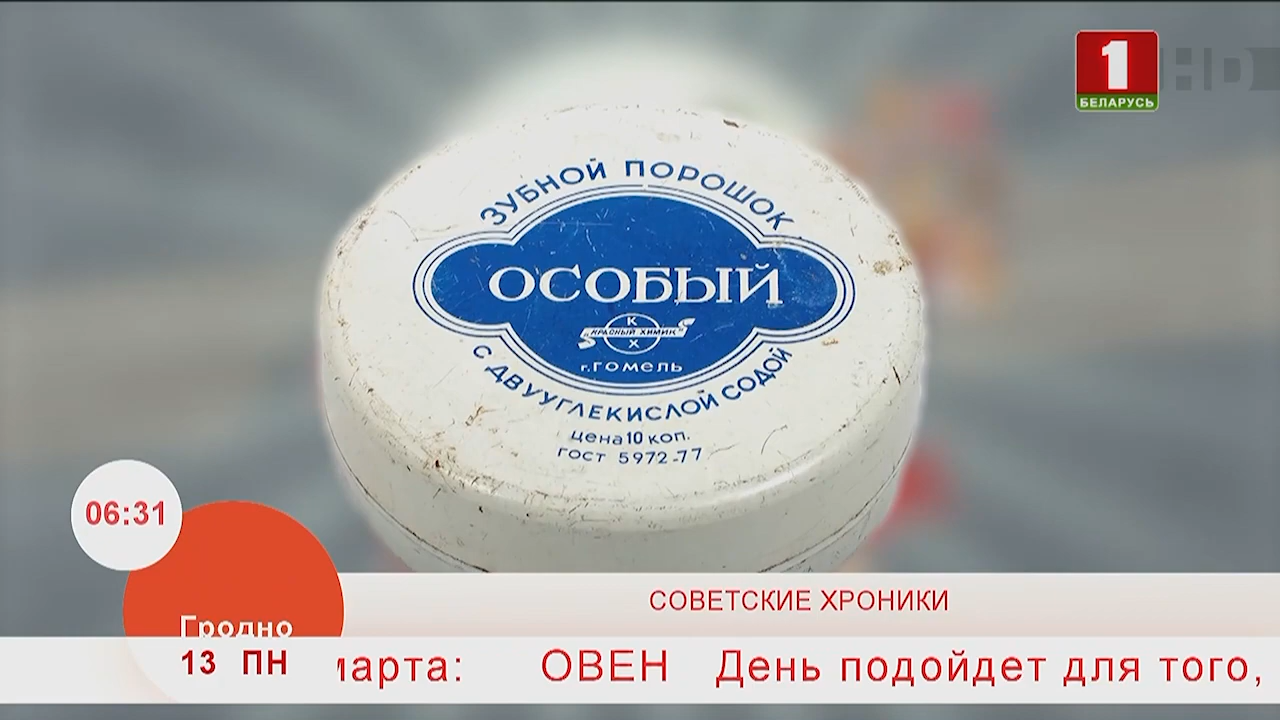 1
БЕЛАРУСЬ
HD
ЗУБНОЙ ПОРОШОК
ОСОБЫЙ
"КРАСНЫЙ ХИМИК"
К
Х
г. ГОМЕЛЬ
С ДВУУГЛЕКИСЛОЙ СОДОЙ
цена 10 коп.
ГОСТ 5972-77
06:31
СОВЕТСКИЕ ХРОНИКИ
Гродно
13 ПН
марта: ОВЕН День подойдет для того,